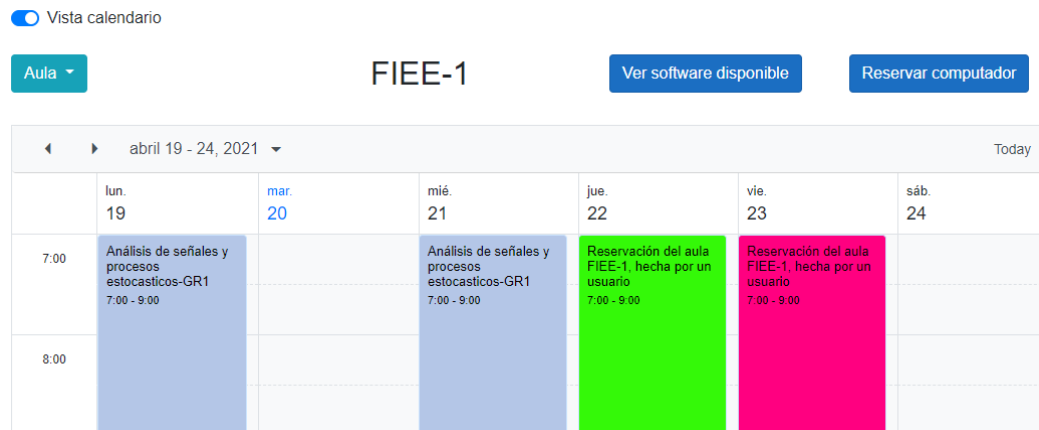 Vista calendario
Aula
FIEE-1
Ver software disponible
Reservar computador
abril 19 - 24, 2021
Today
lun.
19
mar.
20
mié.
21
jue.
22
vie.
23
sáb.
24
7:00
Análisis de señales y
procesos
estocasticos-GR1
7:00 - 9:00
Análisis de señales y
procesos
estocasticos-GR1
7:00 - 9:00
Reservación del aula
FIEE-1, hecha por un
usuario
7:00 - 9:00
Reservación del aula
FIEE-1, hecha por un
usuario
7:00 - 9:00
8:00